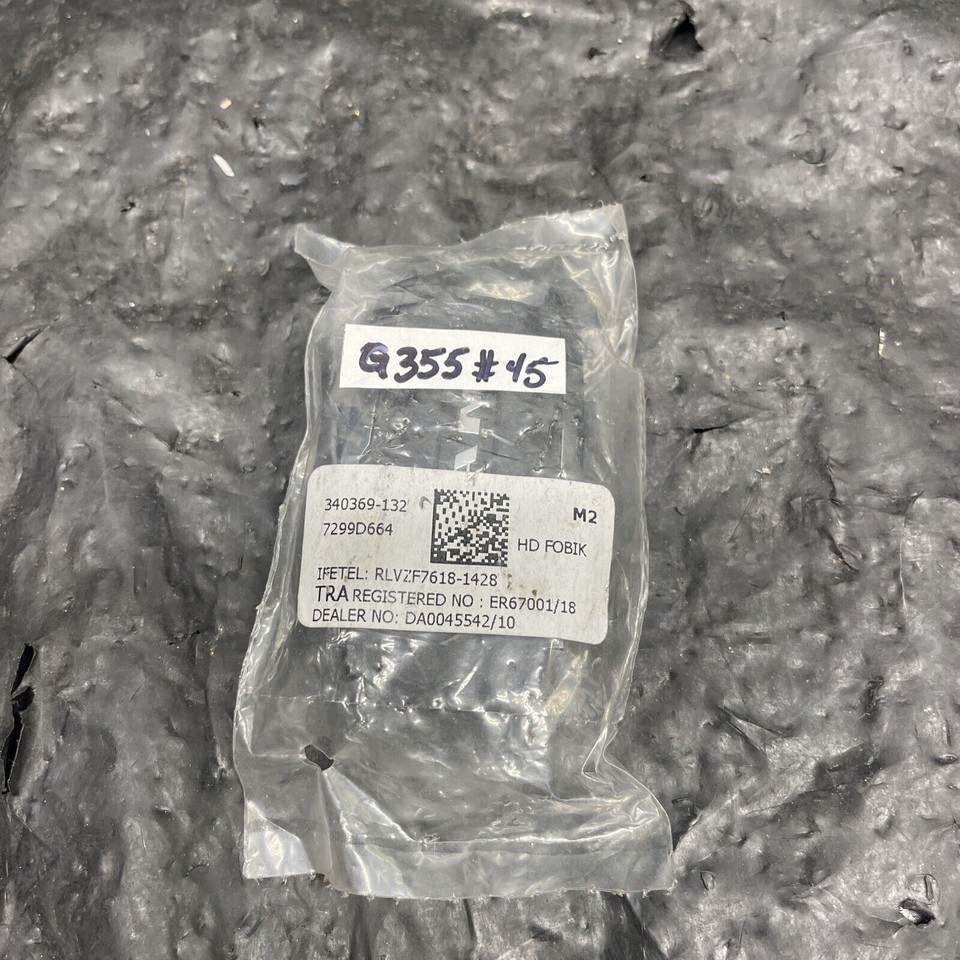 G355#45
340369-132
7299D664
M2
HD FOBIK
IFETEL: RLVZF7618-1428
TRA REGISTERED NO : ER67001/18
DEALER NO: DA0045542/10